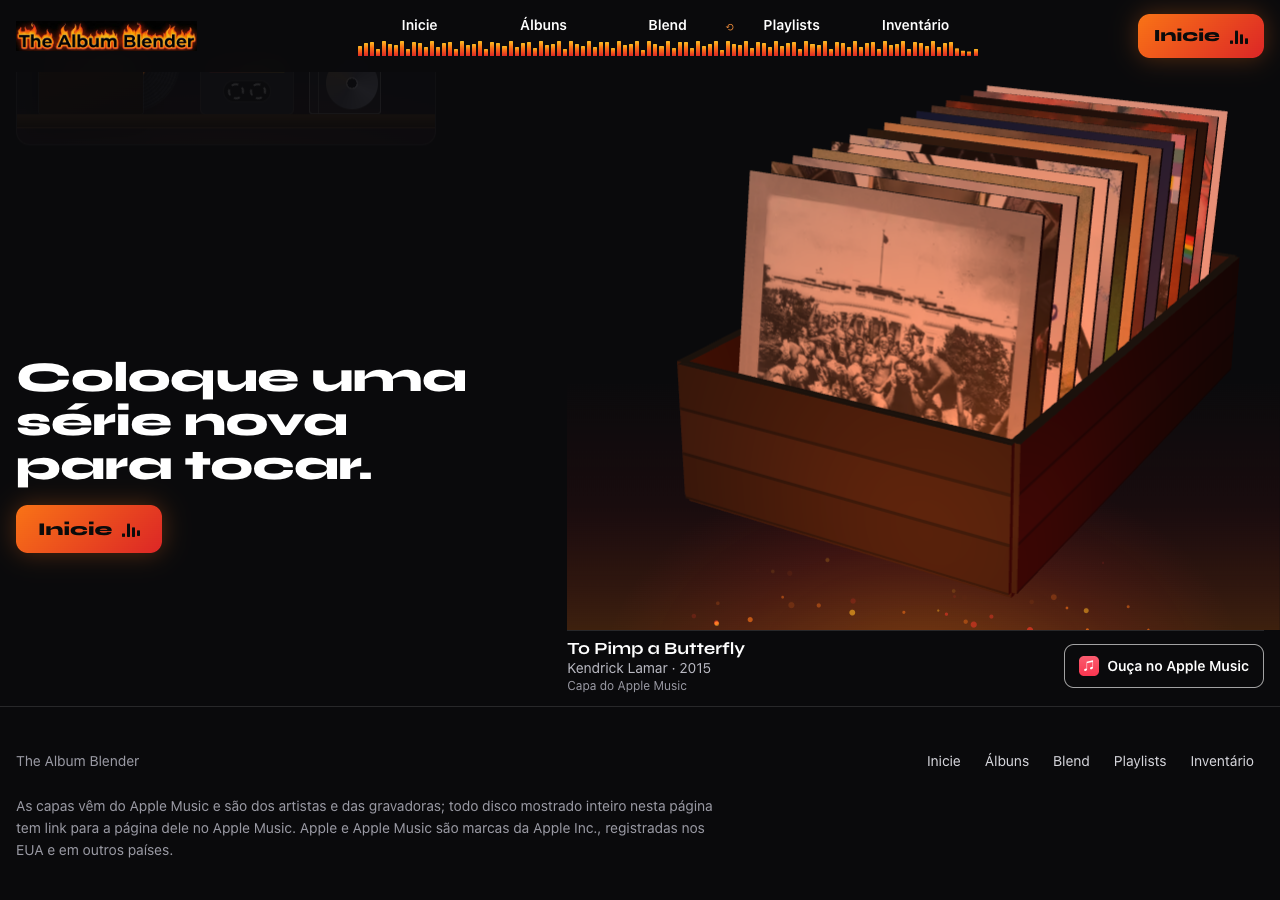 The Album Blender
Inicie
Álbuns
Blend
Playlists
Inventário
Inicie
Coloque uma
série nova
para tocar.
Inicie
To Pimp a Butterfly
Kendrick Lamar · 2015
Capa do Apple Music
Ouça no Apple Music
The Album Blender
Inicie
Álbuns
Blend
Playlists
Inventário
As capas vêm do Apple Music e são dos artistas e das gravadoras; todo disco mostrado inteiro nesta página
tem link para a página dele no Apple Music. Apple e Apple Music são marcas da Apple Inc., registradas nos
EUA e em outros países.